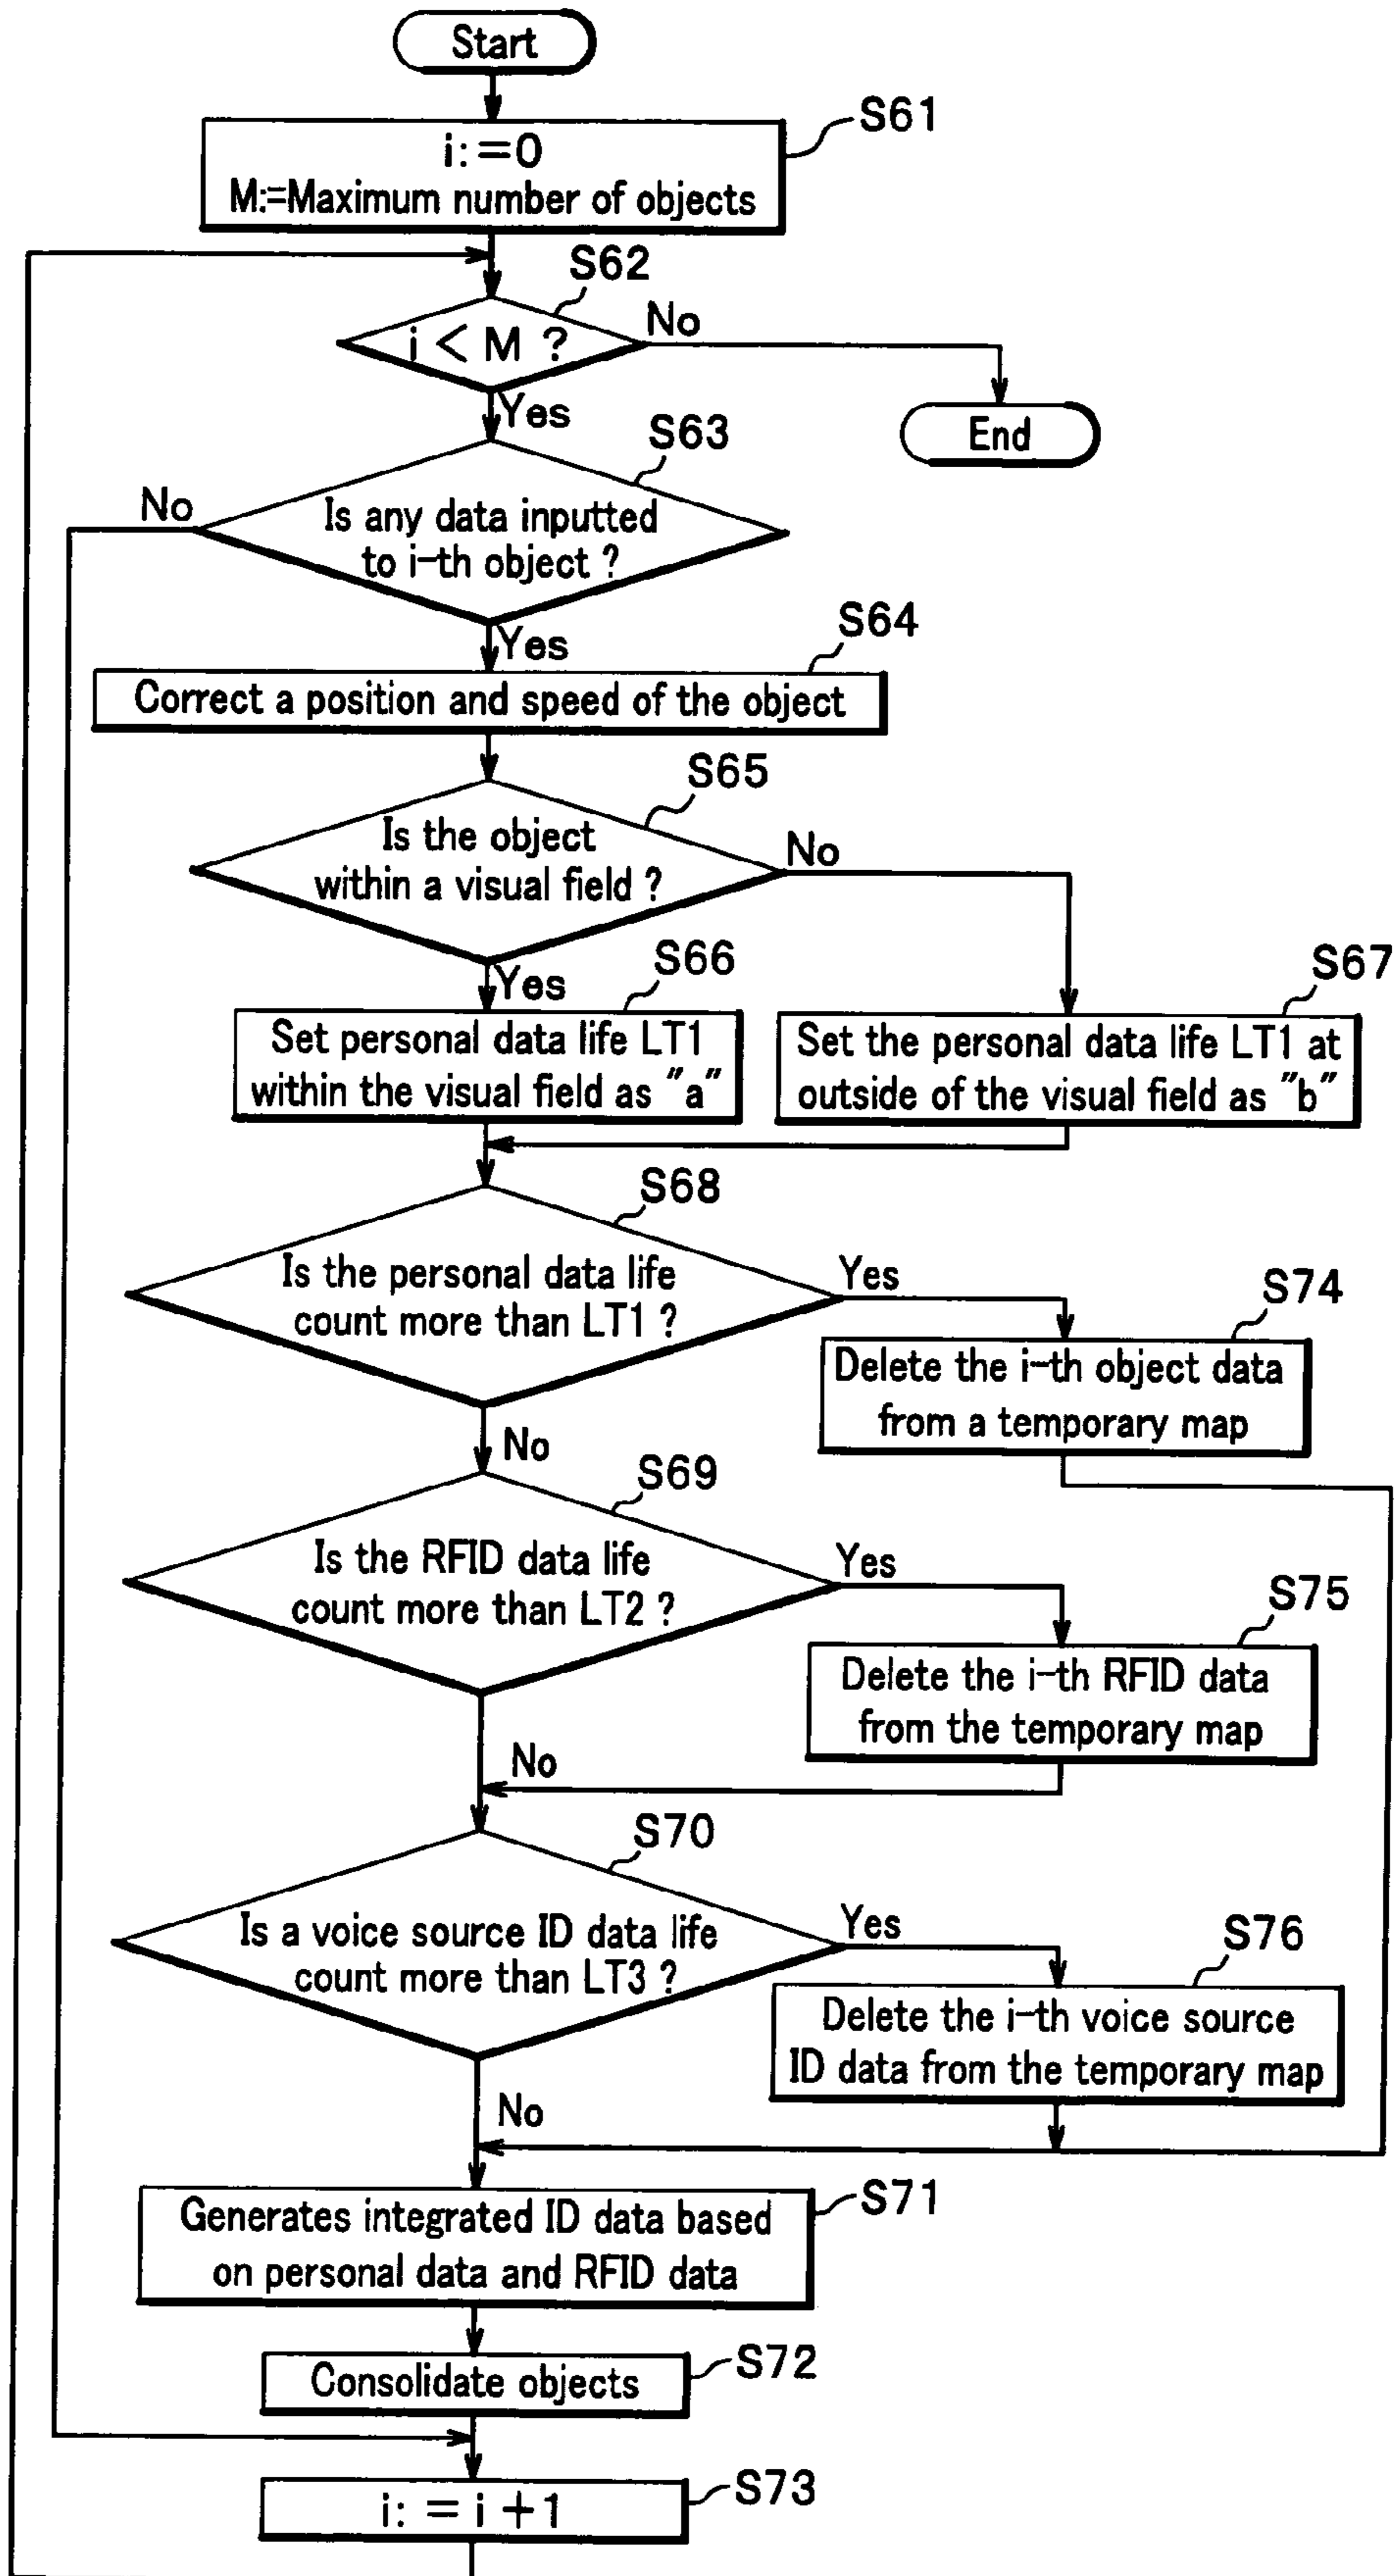 Start
S61
i:=0
M:=Maximum number of objects
S62
i < M ?
No
Yes
End
S63
No
Is any data inputted
to i-th object ?
Yes
S64
Correct a position and speed of the object
S65
Is the object
within a visual field ?
No
Yes
S66
Set personal data life LT1
within the visual field as "a"
S67
Set the personal data life LT1 at
outside of the visual field as "b"
S68
Is the personal data life
count more than LT1 ?
Yes
No
S74
Delete the i-th object data
from a temporary map
S69
Is the RFID data life
count more than LT2 ?
Yes
No
S75
Delete the i-th RFID data
from the temporary map
S70
Is a voice source ID data life
count more than LT3 ?
Yes
No
S76
Delete the i-th voice source
ID data from the temporary map
S71
Generates integrated ID data based
on personal data and RFID data
S72
Consolidate objects
S73
i: = i +1